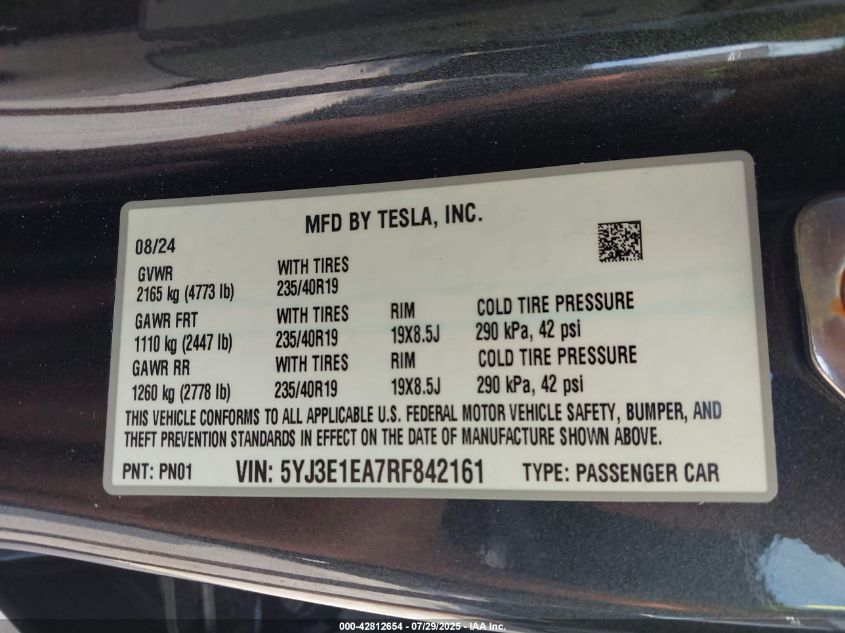 MFD BY TESLA, INC.
08/24
GVWR WITH TIRES
2165 kg (4773 lb) 235/40R19
GAWR FRT WITH TIRES RIM COLD TIRE PRESSURE
1110 kg (2447 lb) 235/40R19 19X8.5J 290 kPa, 42 psi
GAWR RR WITH TIRES RIM COLD TIRE PRESSURE
1260 kg (2778 lb) 235/40R19 19X8.5J 290 kPa, 42 psi
THIS VEHICLE CONFORMS TO ALL APPLICABLE U.S. FEDERAL MOTOR VEHICLE SAFETY, BUMPER, AND
THEFT PREVENTION STANDARDS IN EFFECT ON THE DATE OF MANUFACTURE SHOWN ABOVE.
PNT: PN01 VIN: 5YJ3E1EA7RF842161 TYPE: PASSENGER CAR
000-42812654 | 07/29/2025 | IAA Inc.